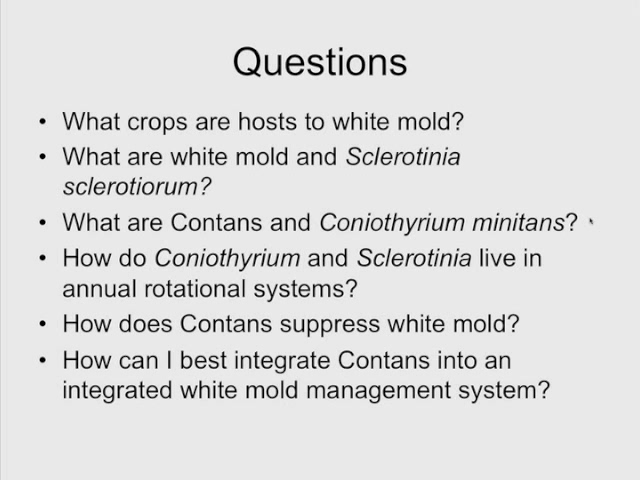 Questions
• What crops are hosts to white mold?
• What are white mold and Sclerotinia
sclerotiorum?
• What are Contans and Coniothyrium minitans?
• How do Coniothyrium and Sclerotinia live in
annual rotational systems?
• How does Contans suppress white mold?
• How can I best integrate Contans into an
integrated white mold management system?